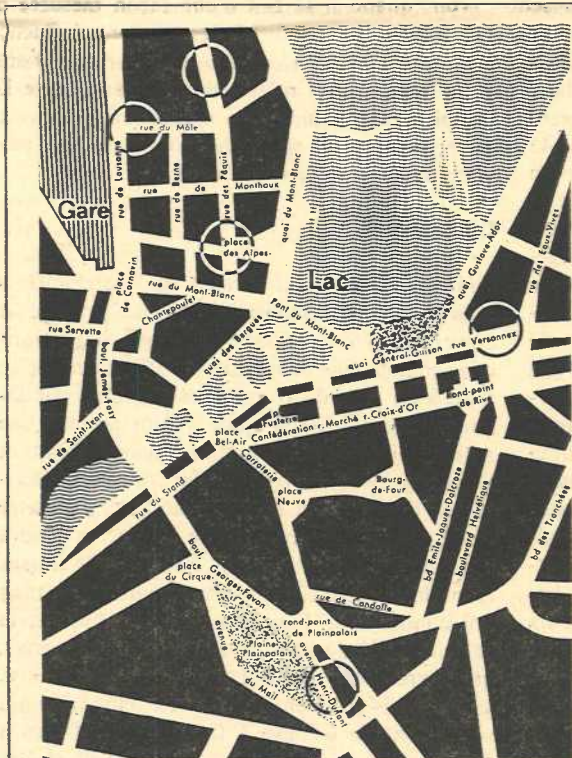 rue du Môle
rue de Lausanne
rue de Berne
rue des Pâquis
rue de Monthoux
quai du Mont-Blanc
Gare
place des Alpes
quai Gustave-Ador
rue des Eaux-Vives
place de Cornavin
rue du Mont-Blanc
Lac
Chantepoulet
Pont du Mont-Blanc
rue Servette
quai des Bergues
boul. James-Fazy
quai Général-Guisan
rue Versonnex
rue de Saint-Jean
rond-point de Rive
Fusterie
place Bel-Air
Confédération r. Marché r. Croix-d'Or
Corraterie
rue du Stand
place Neuve
Bourg-de-Four
bd Emile-Jaques-Dalcroze
boulevard Helvétique
bd des Tranchées
boul. Georges-Favon
place du Cirque
rue de Candolle
rond-point de Plainpalais
Plaine Plainpalais
avenue du Mail
avenue Henri-Dunant